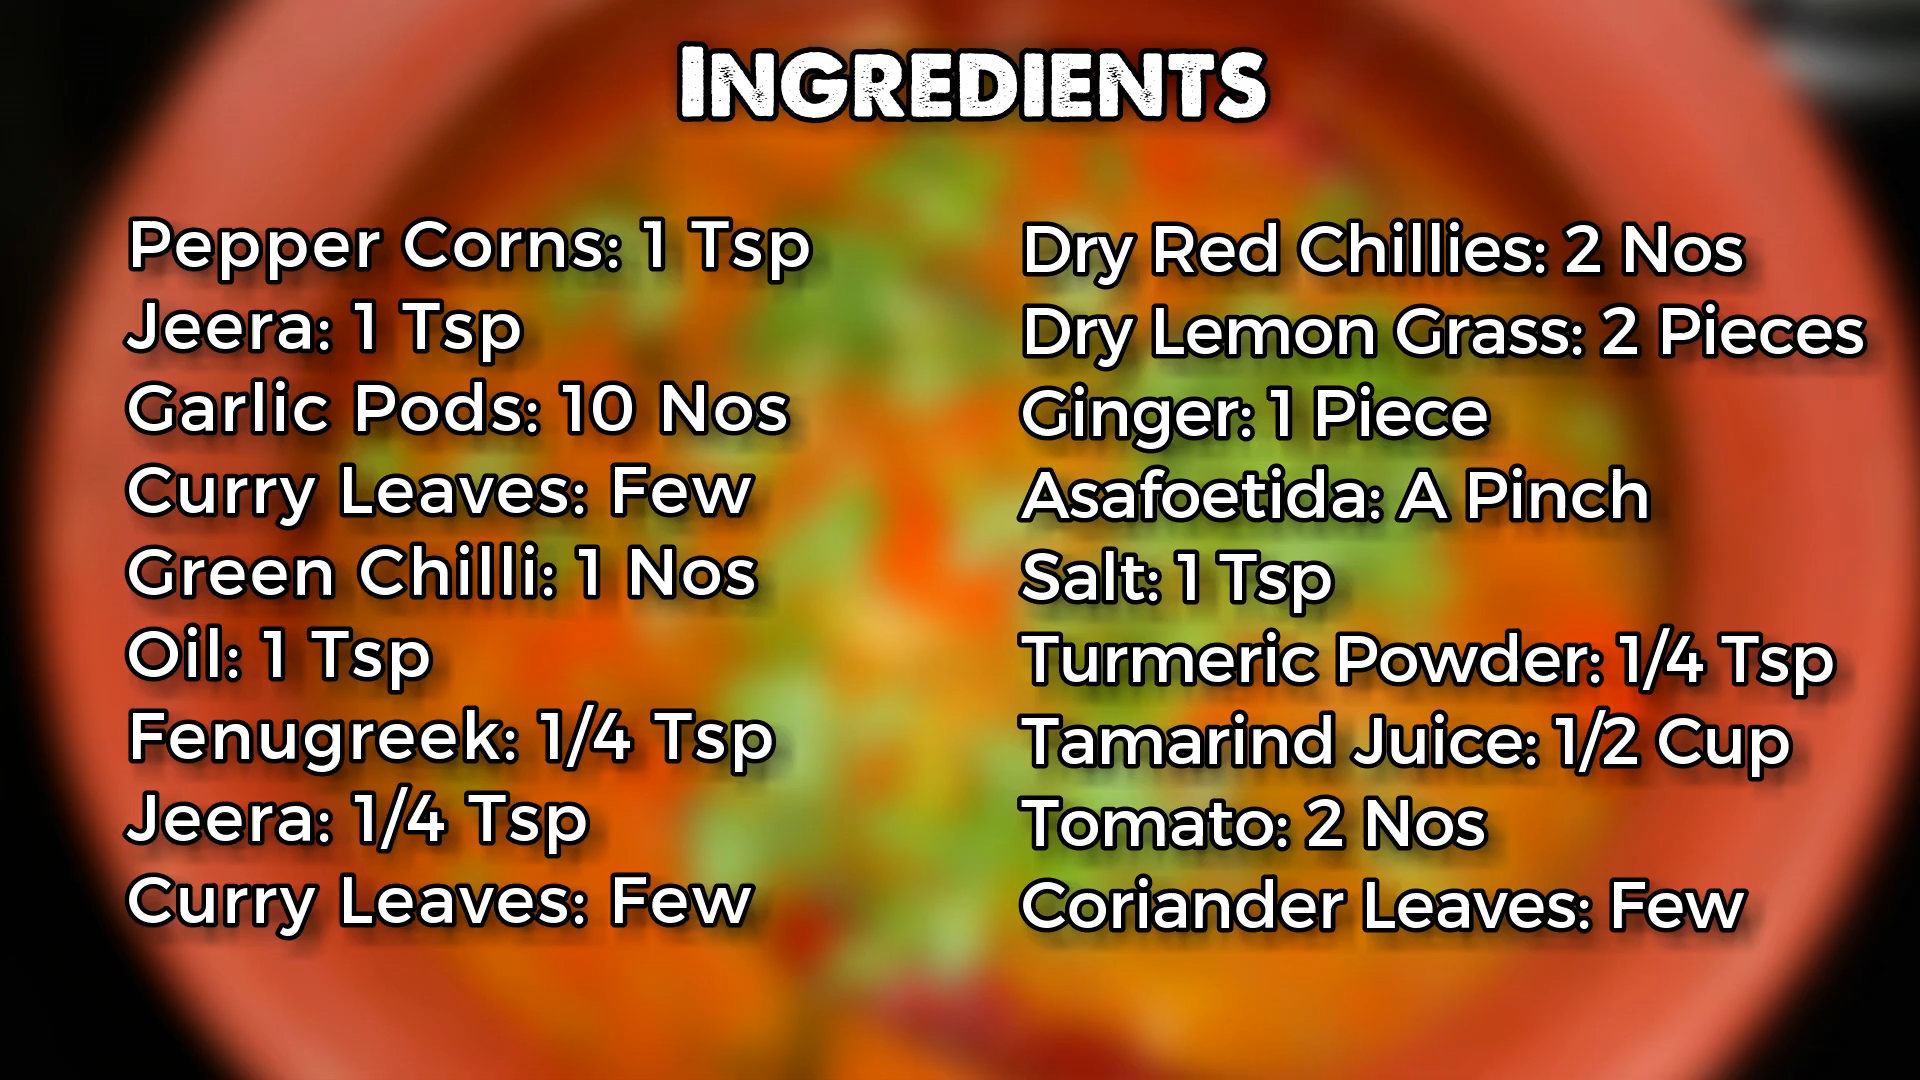 Ingredients
Pepper Corns: 1 Tsp
Jeera: 1 Tsp
Garlic Pods: 10 Nos
Curry Leaves: Few
Green Chilli: 1 Nos
Oil: 1 Tsp
Fenugreek: 1/4 Tsp
Jeera: 1/4 Tsp
Curry Leaves: Few
Dry Red Chillies: 2 Nos
Dry Lemon Grass: 2 Pieces
Ginger: 1 Piece
Asafoetida: A Pinch
Salt: 1 Tsp
Turmeric Powder: 1/4 Tsp
Tamarind Juice: 1/2 Cup
Tomato: 2 Nos
Coriander Leaves: Few